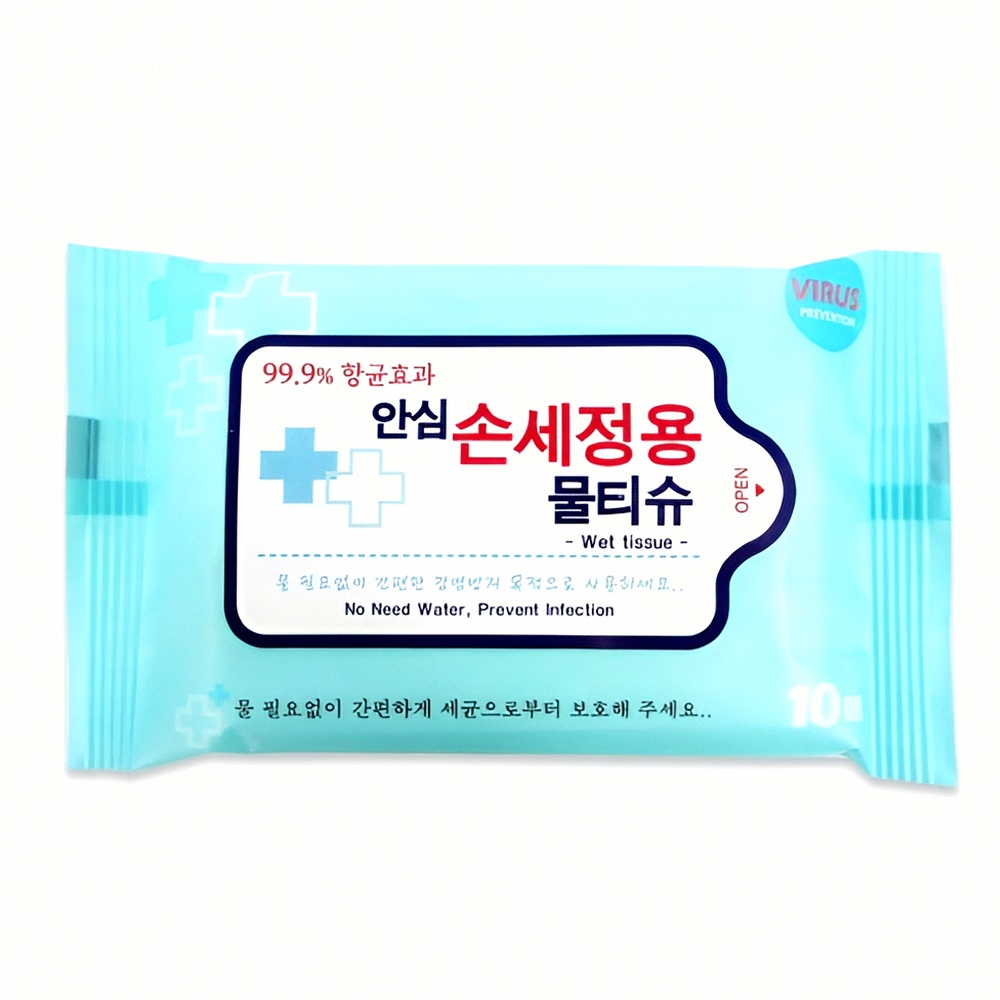 VIRUS
PREVENTION
99.9% 항균효과
안심 손세정용
물티슈
- Wet tissue -
OPEN
물 필요없이 간편한 감염방지 목적으로 사용하세요..
No Need Water, Prevent Infection
물 필요없이 간편하게 세균으로부터 보호해 주세요..
10